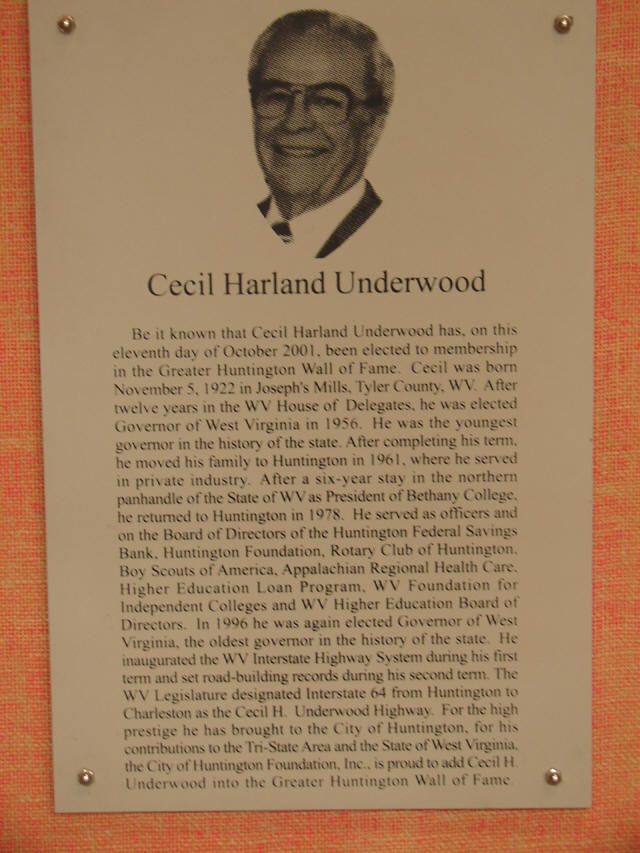 Cecil Harland Underwood
Be it known that Cecil Harland Underwood has, on this
eleventh day of October 2001, been elected to membership
in the Greater Huntington Wall of Fame. Cecil was born
November 5, 1922 in Joseph's Mills, Tyler County, WV. After
twelve years in the WV House of Delegates, he was elected
Governor of West Virginia in 1956. He was the youngest
governor in the history of the state. After completing his term,
he moved his family to Huntington in 1961, where he served
in private industry. After a six-year stay in the northern
panhandle of the State of WV as President of Bethany College,
he returned to Huntington in 1978. He served as officers and
on the Board of Directors of the Huntington Federal Savings
Bank, Huntington Foundation, Rotary Club of Huntington,
Boy Scouts of America, Appalachian Regional Health Care,
Higher Education Loan Program, WV Foundation for
Independent Colleges and WV Higher Education Board of
Directors. In 1996 he was again elected Governor of West
Virginia, the oldest governor in the history of the state. He
inaugurated the WV Interstate Highway System during his first
term and set road-building records during his second term. The
WV Legislature designated Interstate 64 from Huntington to
Charleston as the Cecil H. Underwood Highway. For the high
prestige he has brought to the City of Huntington, for his
contributions to the Tri-State Area and the State of West Virginia,
the City of Huntington Foundation, Inc., is proud to add Cecil H.
Underwood into the Greater Huntington Wall of Fame.